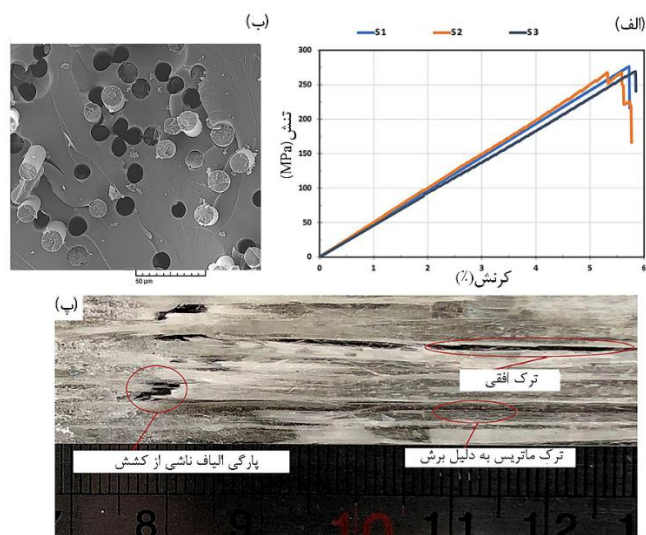 (ب)
50 µm
(الف)
S1 S2 S3
تنش(MPa)
300
250
200
150
100
50
0
0 1 2 3 4 5 6
کرنش(%)
(پ)
ترک افقی
ترک ماتریس به دلیل برش
پارگی الیاف ناشی از کشش
7 8 9 10 11 12 1